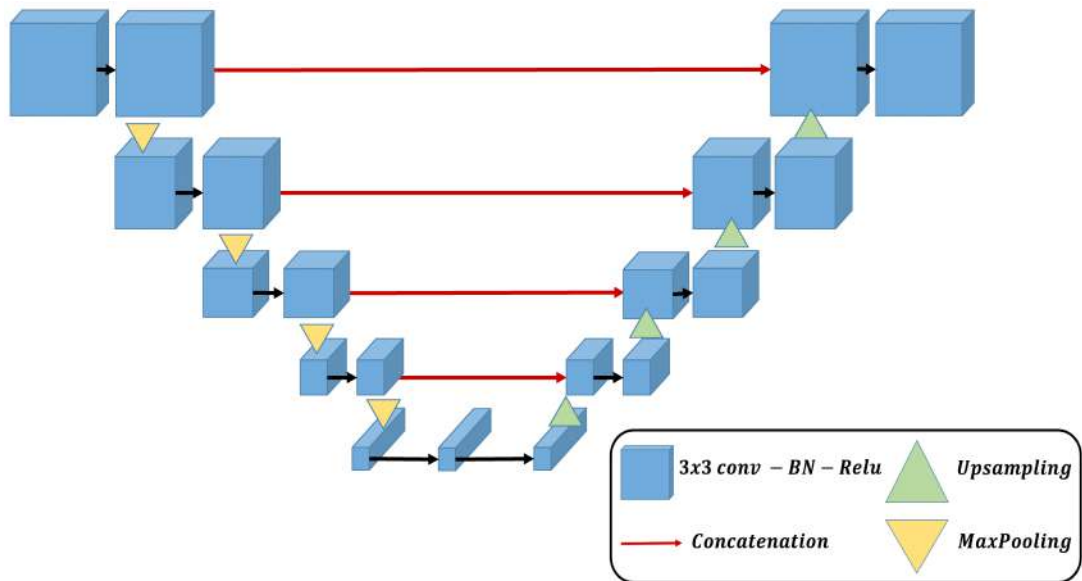 3x3 conv – BN – Relu
Upsampling
Concatenation
MaxPooling